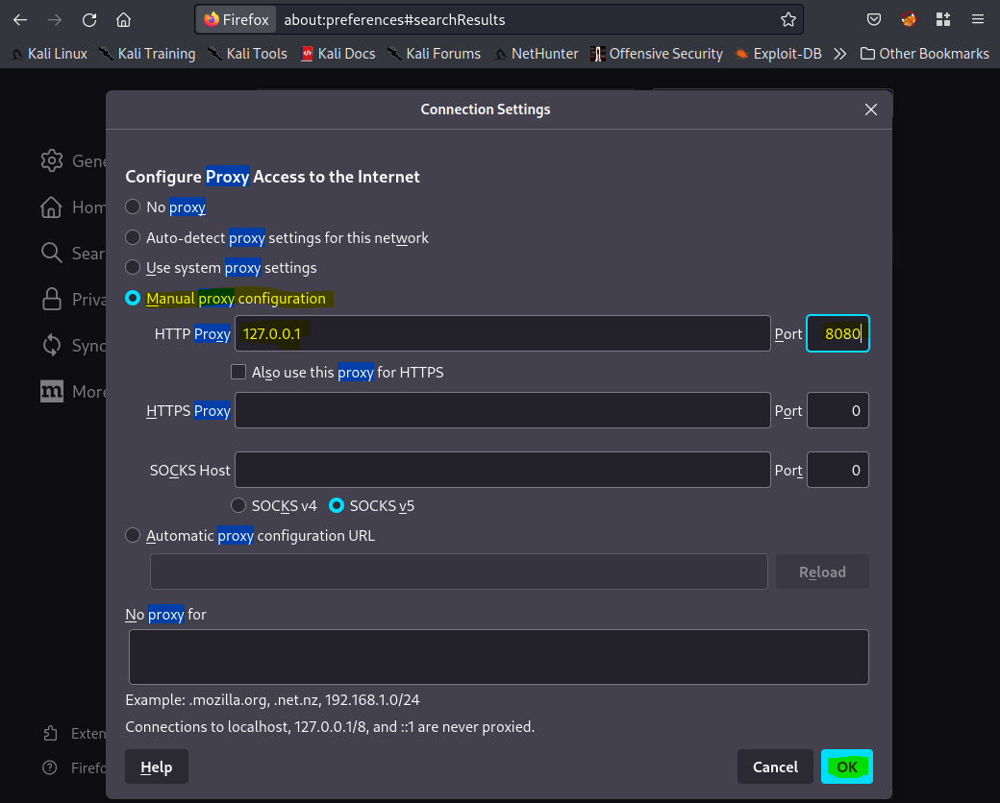 Firefox about:preferences#searchResults
Kali Linux Kali Training Kali Tools Kali Docs Kali Forums NetHunter Offensive Security Exploit-DB Other Bookmarks
Connection Settings
Gene
Configure Proxy Access to the Internet
Hom
No proxy
Auto-detect proxy settings for this network
Sear
Use system proxy settings
Priva
Manual proxy configuration
HTTP Proxy 127.0.0.1 Port 8080
Sync
Also use this proxy for HTTPS
m More
HTTPS Proxy Port 0
SOCKS Host Port 0
SOCKS v4 SOCKS v5
Automatic proxy configuration URL
Reload
No proxy for
Example: .mozilla.org, .net.nz, 192.168.1.0/24
Connections to localhost, 127.0.0.1/8, and ::1 are never proxied.
Exten
Firefo
Help Cancel OK